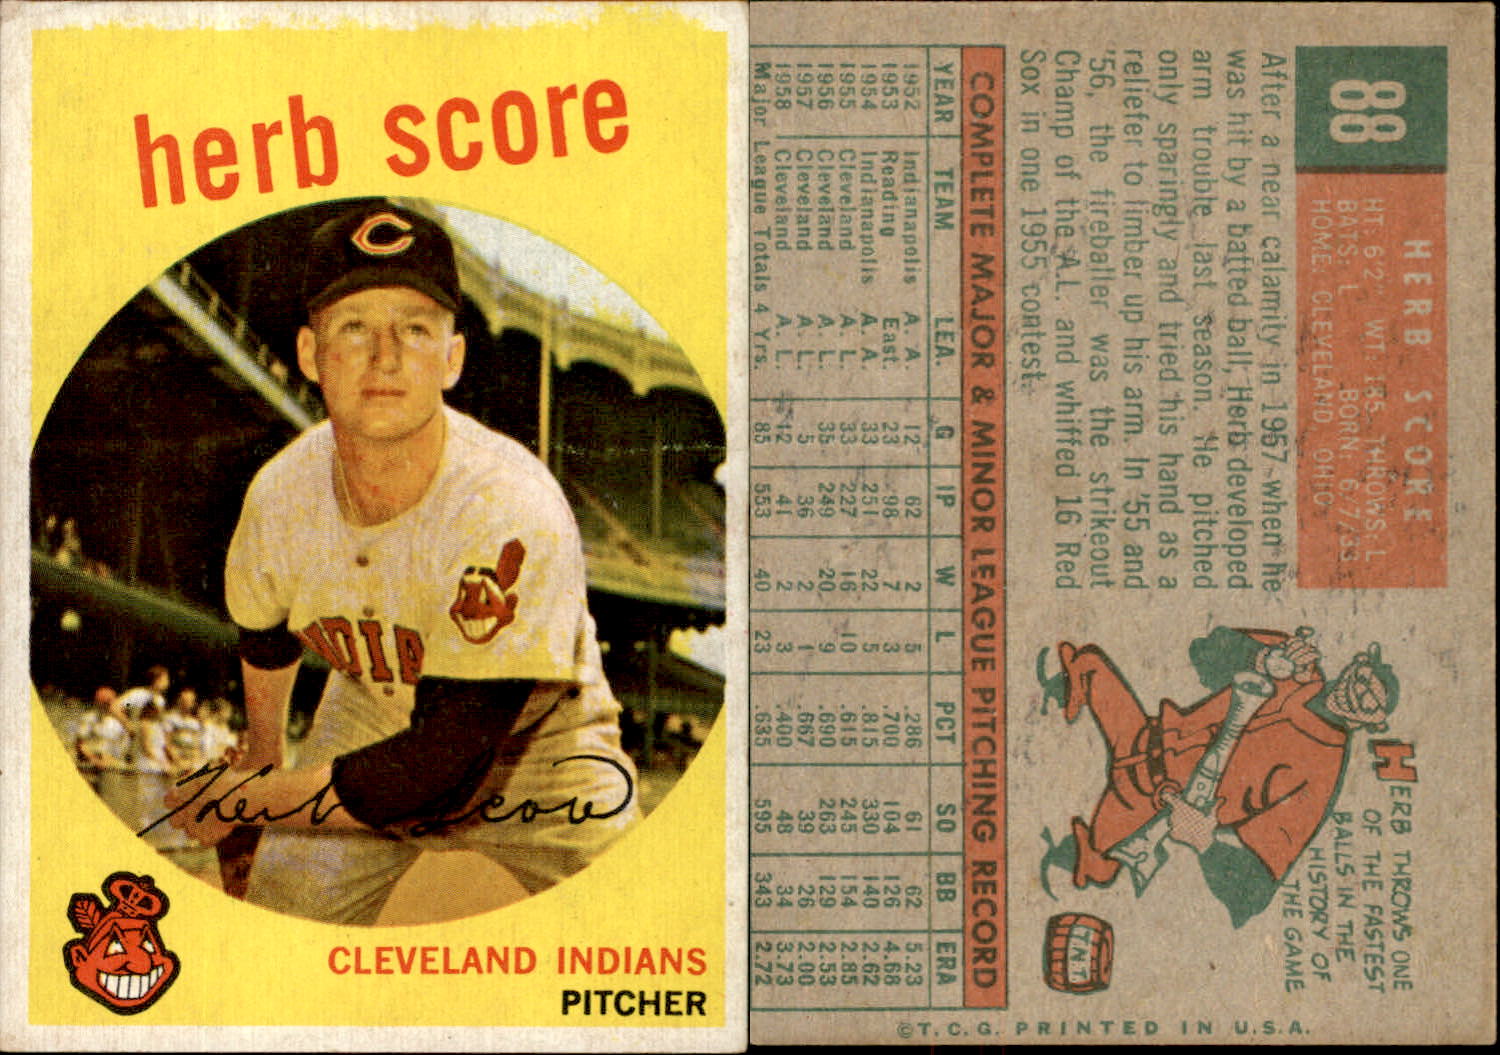 herb score
C
INDIA
Herb Score
CLEVELAND INDIANS
PITCHER
88
HERB SCORE
HT: 6'2" WT: 185 THROWS: L
BATS: L BORN: 6/7/33
HOME: CLEVELAND, OHIO
After a near calamity in 1957 when he
was hit by a batted ball, Herb developed
arm trouble last season. He pitched
only sparingly and tried his hand as a
reliefer to limber up his arm. In '55 and
'56, the fireballer was the strikeout
Champ of the A.L. and whiffed 16 Red
Sox in one 1955 contest.
HERB THROWS ONE
OF THE FASTEST
BALLS IN THE
HISTORY OF
THE GAME
T.N.T.
COMPLETE MAJOR & MINOR LEAGUE PITCHING RECORD
YEAR TEAM LEA. G IP W L PCT SO BB ERA
1952 Indianapolis A. A. 12 62 2 5 .286 61 62 5.23
1953 Reading East. 23 98 7 3 .700 104 126 4.68
1954 Indianapolis A. A. 33 251 22 5 .815 330 140 2.62
1955 Cleveland A. L. 33 227 16 10 .615 245 154 2.85
1956 Cleveland A. L. 35 249 20 9 .690 263 129 2.53
1957 Cleveland A. L. 5 36 2 1 .667 39 26 2.00
1958 Cleveland A. L. 12 41 2 3 .400 48 34 3.73
Major League Totals 4 Yrs. 85 553 40 23 .635 595 343 2.72
©T.C.G. PRINTED IN U.S.A.